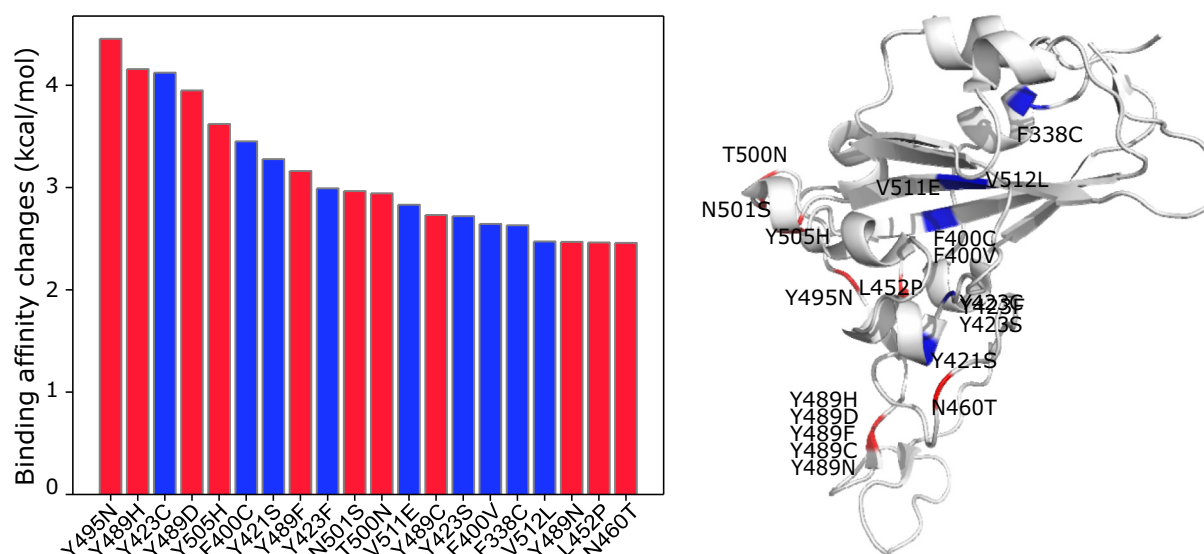 Binding affinity changes (kcal/mol)
4
3
2
1
0
Y495N
Y489H
Y423C
Y489D
Y505H
F400C
Y421S
Y489F
Y423F
N501S
T500N
V511E
Y489C
Y423S
F400V
F338C
V512L
Y489N
L452P
N460T
F338C
T500N
V511E
V512L
N501S
Y505H
F400C
F400V
Y495N
L452P
Y423C
Y423F
Y423S
Y421S
Y489H
N460T
Y489D
Y489F
Y489C
Y489N